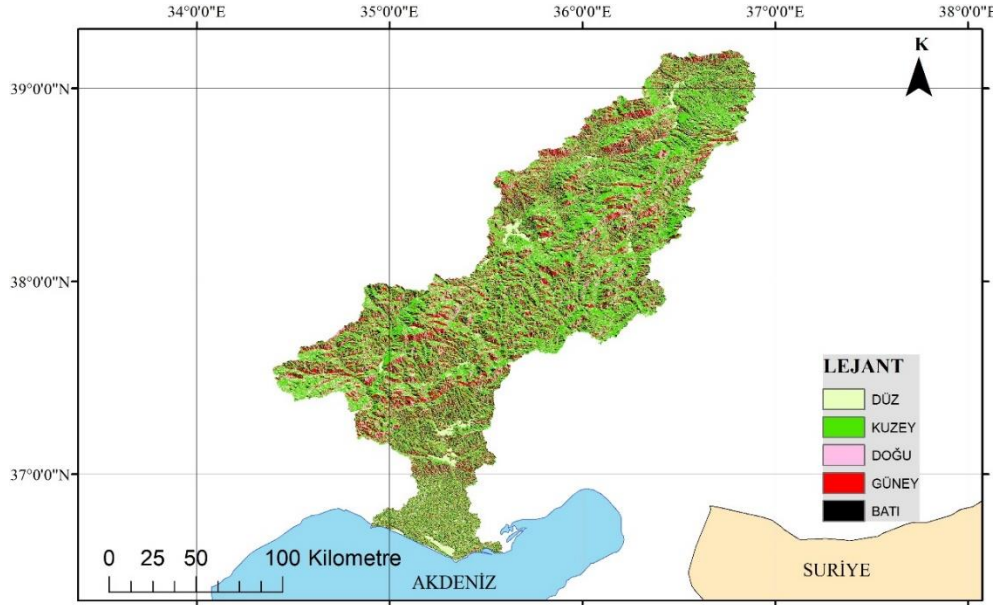 34°0'0"E 35°0'0"E 36°0'0"E 37°0'0"E 38°0'0"E
K
39°0'0"N
38°0'0"N
37°0'0"N
LEJANT
DÜZ
KUZEY
DOĞU
GÜNEY
BATI
0 25 50 100 Kilometre
AKDENİZ
SURİYE